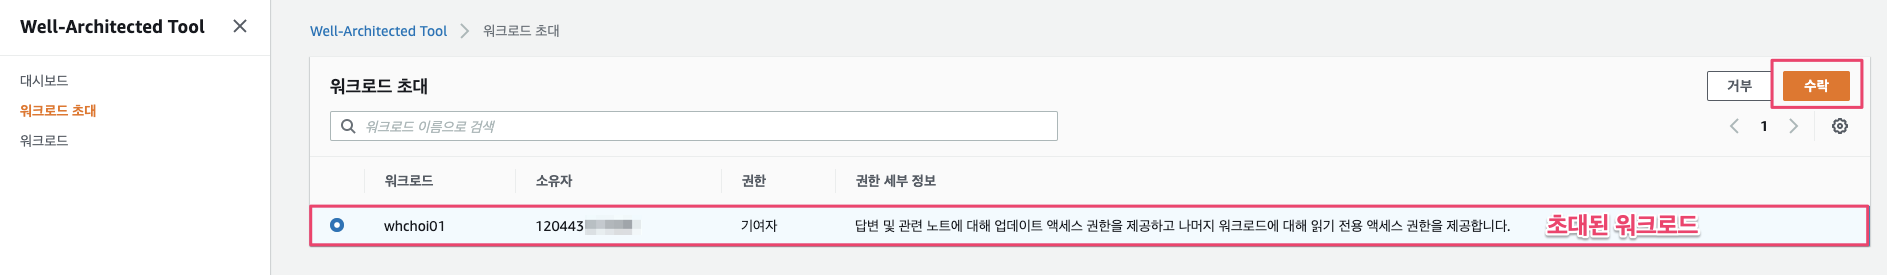 Well-Architected Tool
대시보드
워크로드 초대
워크로드
Well-Architected Tool > 워크로드 초대
워크로드 초대
거부 수락
워크로드 이름으로 검색
1
워크로드 소유자 권한 권한 세부 정보
whchoi01 120443 기여자 답변 및 관련 노트에 대해 업데이트 액세스 권한을 제공하고 나머지 워크로드에 대해 읽기 전용 액세스 권한을 제공합니다. 초대된 워크로드